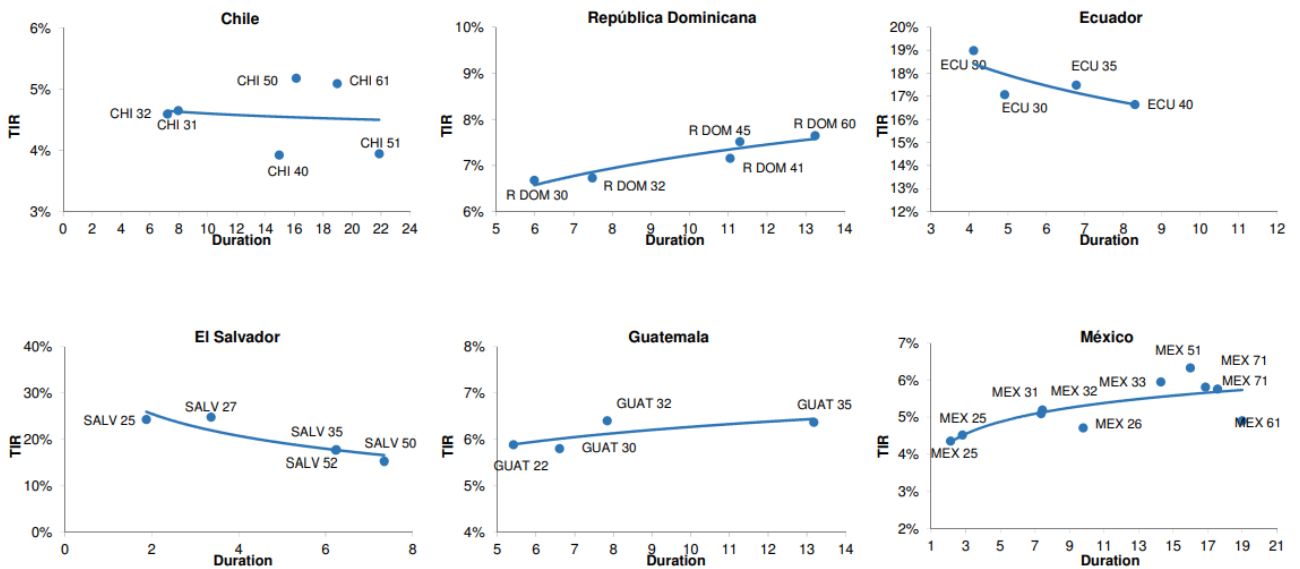 Chile
6%
5%
4%
3%
TIR
CHI 50
CHI 61
CHI 32
CHI 31
CHI 51
CHI 40
0 2 4 6 8 10 12 14 16 18 20 22 24
Duration
República Dominicana
10%
9%
8%
7%
6%
TIR
R DOM 60
R DOM 45
R DOM 41
R DOM 32
R DOM 30
5 6 7 8 9 10 11 12 13 14
Duration
Ecuador
20%
19%
18%
17%
16%
15%
14%
13%
12%
TIR
ECU 30
ECU 35
ECU 30
ECU 40
3 4 5 6 7 8 9 10 11 12
Duration
El Salvador
40%
30%
20%
10%
0%
TIR
SALV 25
SALV 27
SALV 35
SALV 50
SALV 52
0 2 4 6 8
Duration
Guatemala
8%
7%
6%
5%
4%
TIR
GUAT 32
GUAT 35
GUAT 30
GUAT 22
5 6 7 8 9 10 11 12 13 14
Duration
México
7%
6%
5%
4%
3%
2%
TIR
MEX 51
MEX 71
MEX 33
MEX 71
MEX 31
MEX 32
MEX 25
MEX 26
MEX 61
MEX 25
1 3 5 7 9 11 13 15 17 19 21
Duration